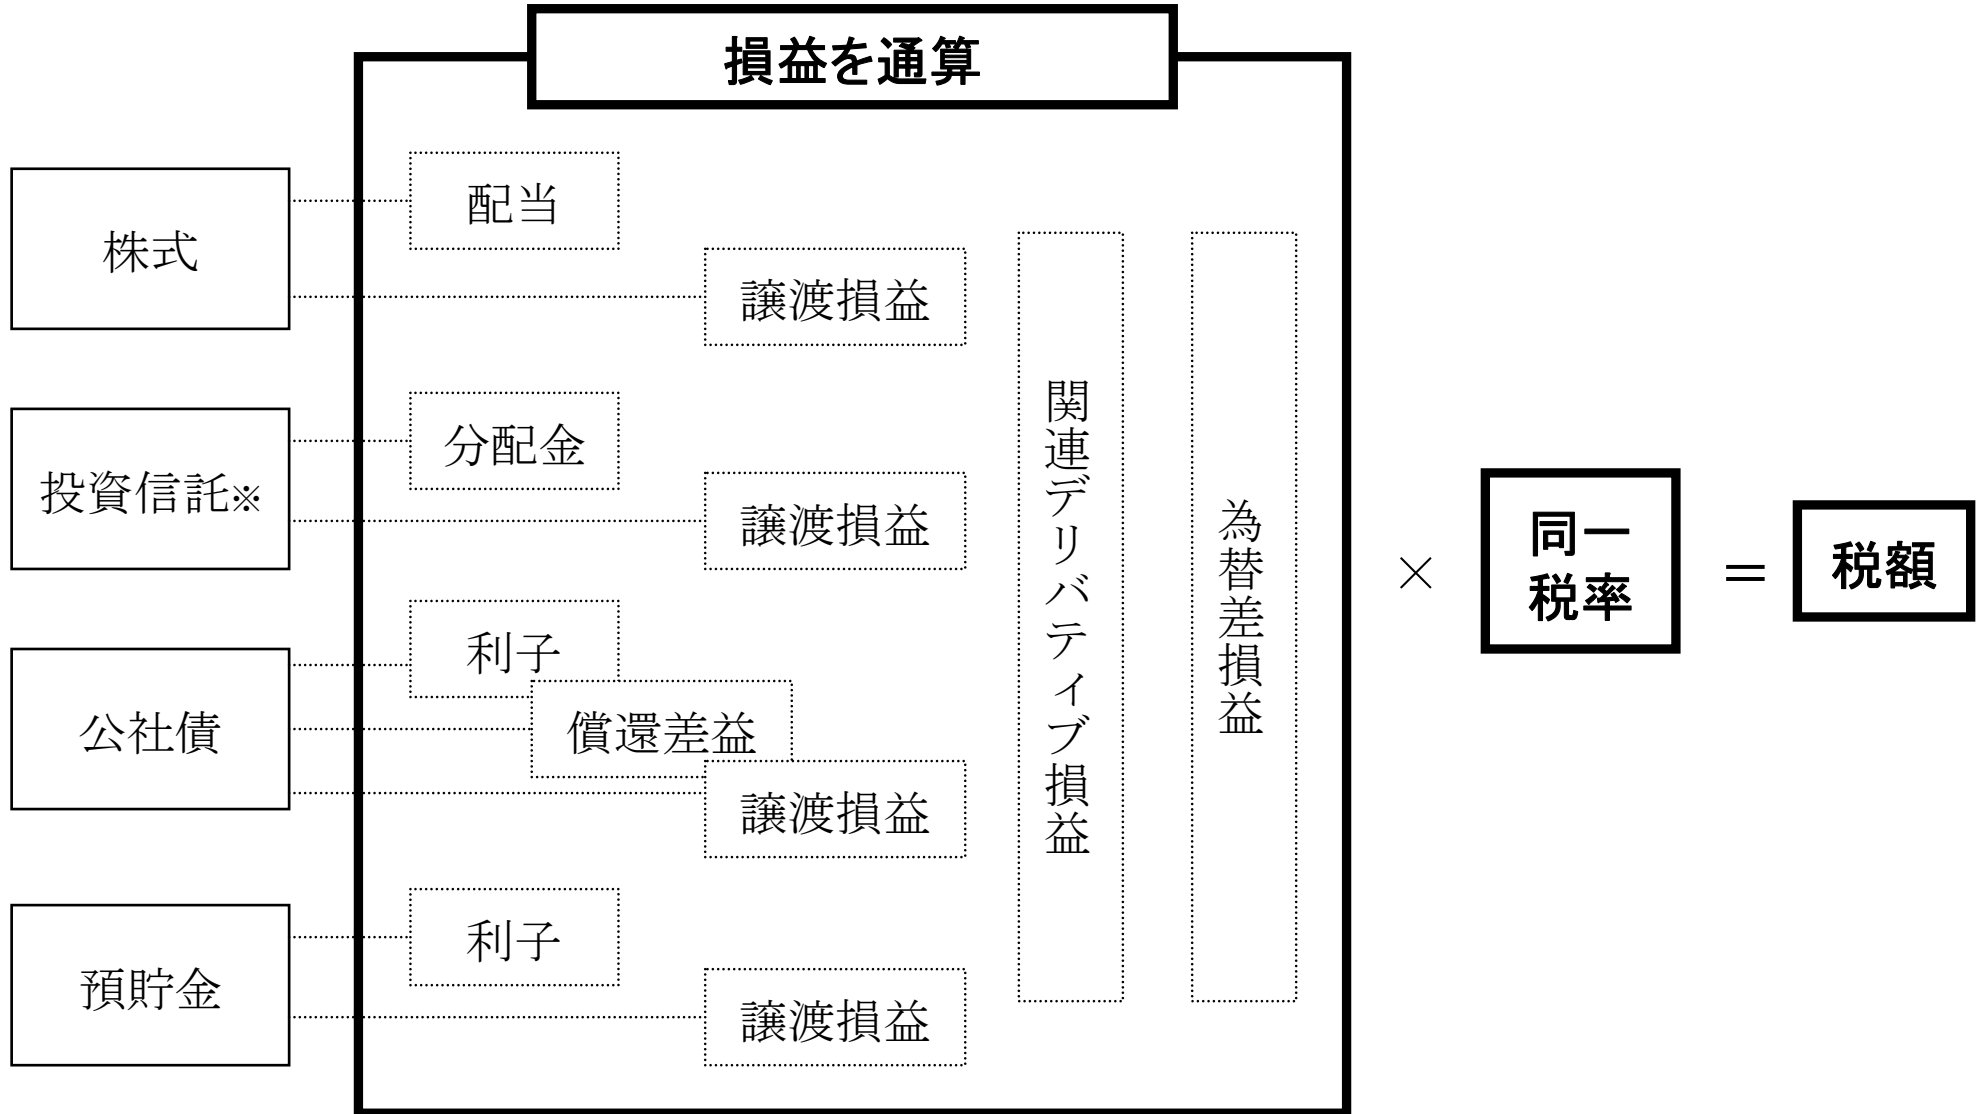 損益を通算
株式
配当
譲渡損益
投資信託※
分配金
譲渡損益
公社債
利子
償還差益
譲渡損益
預貯金
利子
譲渡損益
関連デリバティブ損益
為替差損益
×
同一
税率
＝
税額